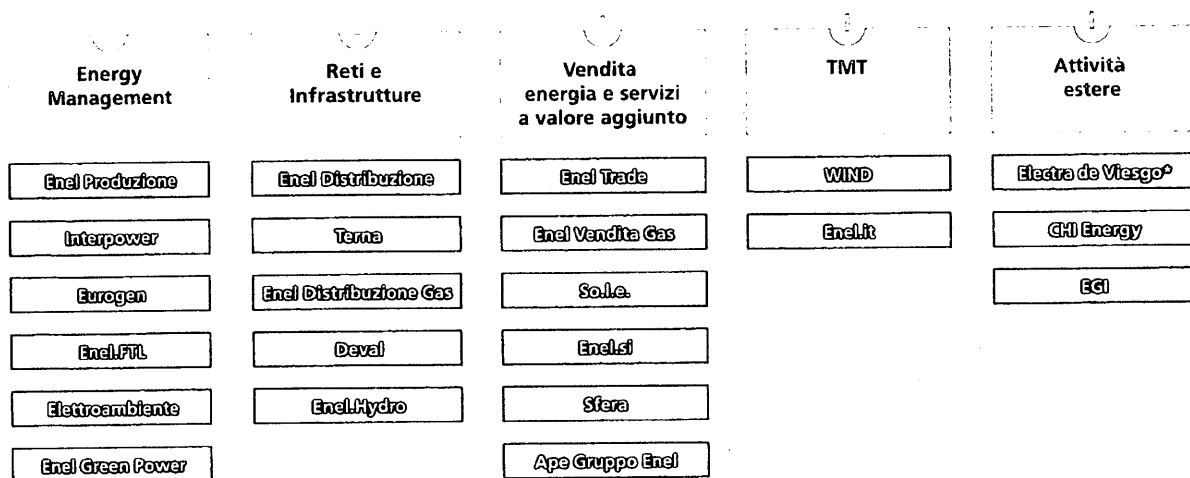 Energy
Management
Reti e
Infrastrutture
Vendita
energia e servizi
a valore aggiunto
TMT
Attività
estere
Enel Produzione
Interpower
Eurogen
Enel.FTL
Elettroambiente
Enel Green Power
Enel Distribuzione
Terna
Enel Distribuzione Gas
Deval
Enel.Hydro
Enel Trade
Enel Vendita Gas
So.l.e.
Enel.si
Sfera
Ape Gruppo Enel
WIND
Enel.it
Electra de Viesgo*
CHI Energy
EGI